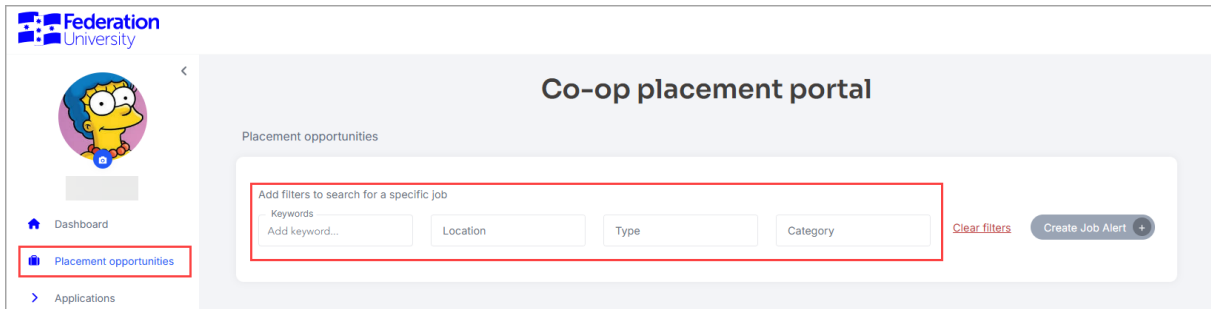 Federation
University
Co-op placement portal
Placement opportunities
Add filters to search for a specific job
Keywords
Add keyword...
Location
Type
Category
Clear filters
Create Job Alert +
Dashboard
Placement opportunities
Applications